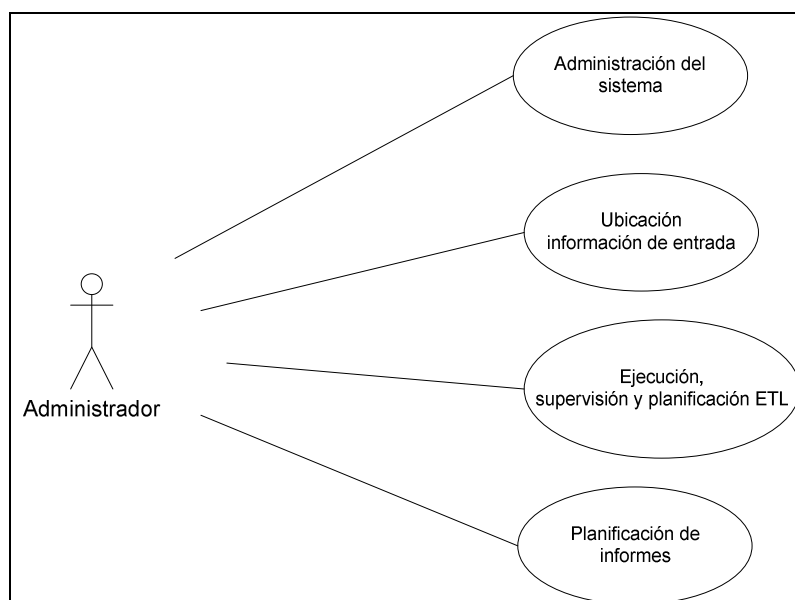 Administración del
sistema
Ubicación
información de entrada
Ejecución,
supervisión y planificación ETL
Administrador
Planificación de
informes